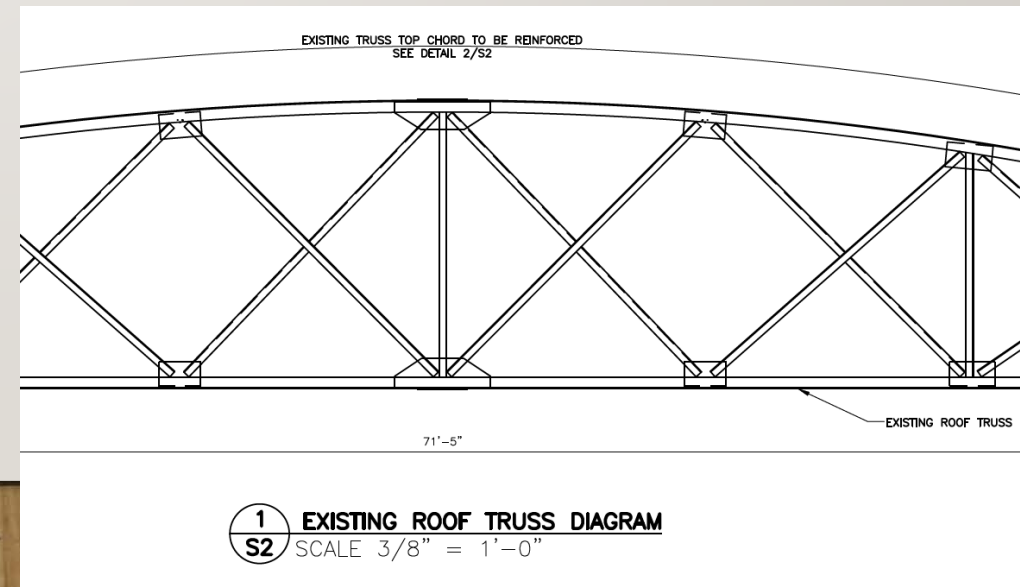 EXISTING TRUSS TOP CHORD TO BE REINFORCED
SEE DETAIL 2/S2
EXISTING ROOF TRUSS
71'-5"
1
S2
EXISTING ROOF TRUSS DIAGRAM
SCALE 3/8" = 1'-0"